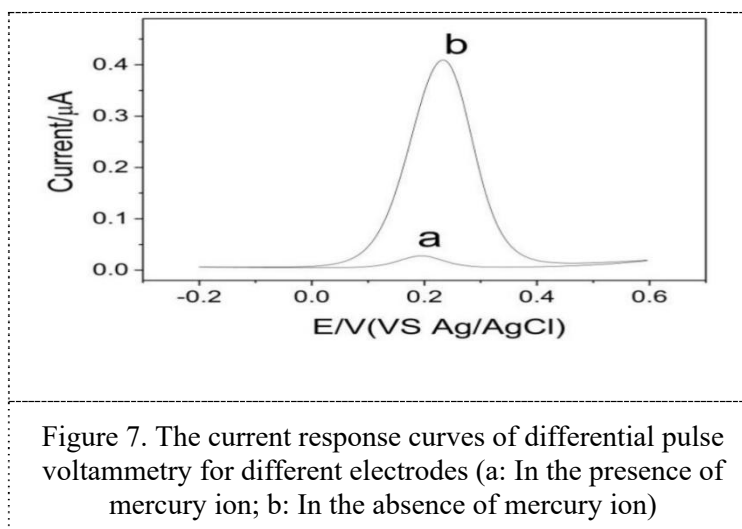 b
0.4
0.3
0.2
0.1
0.0
Current/μA
a
-0.2 0.0 0.2 0.4 0.6
E/V(VS Ag/AgCl)
Figure 7. The current response curves of differential pulse
voltammetry for different electrodes (a: In the presence of
mercury ion; b: In the absence of mercury ion)